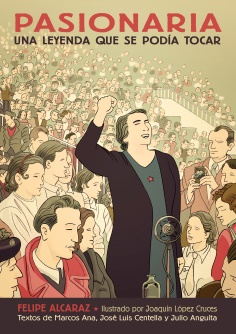 PASIONARIA
UNA LEYENDA QUE SE PODÍA TOCAR
FELIPE ALCARAZ ★ Ilustrado por Joaquín López Cruces
Textos de Marcos Ana, José Luis Centella y Julio Anguita